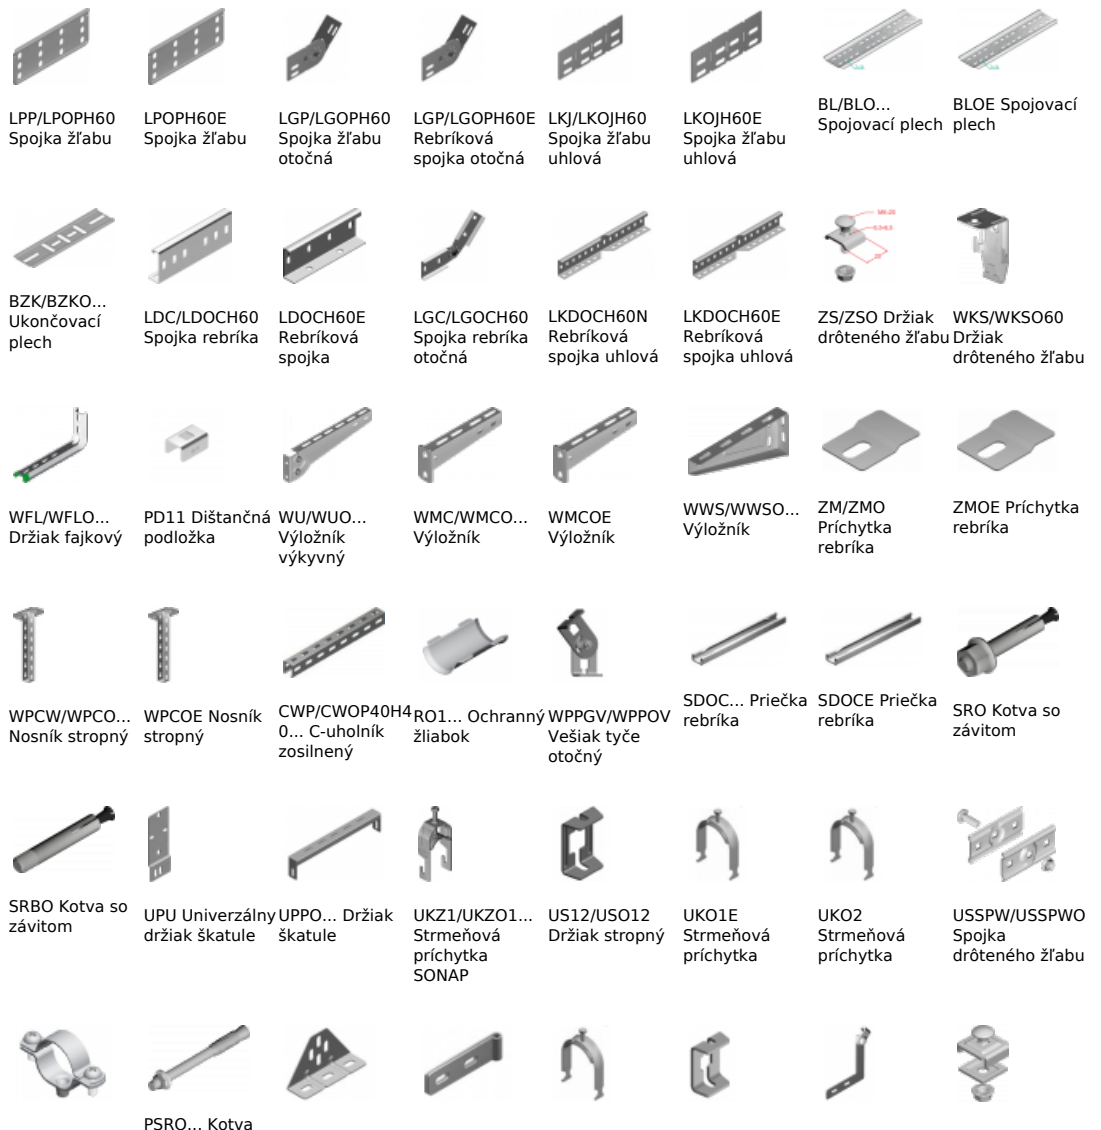 LPP/LPOPH60
Spojka žľabu
LPOPH60E
Spojka žľabu
LGP/LGOPH60
Spojka žľabu
otočná
LGP/LGOPH60E
Rebríková
spojka otočná
LKJ/LKOJH60
Spojka žľabu
uhlová
LKOJH60E
Spojka žľabu
uhlová
BL/BLO...
Spojovací plech
BLOE Spojovací
plech
BZK/BZKO...
Ukončovací
plech
LDC/LDOCH60
Spojka rebríka
LDOCH60E
Rebríková
spojka
LGC/LGOCH60
Spojka rebríka
otočná
LKDOCH60N
Rebríková
spojka uhlová
LKDOCH60E
Rebríková
spojka uhlová
ZS/ZSO Držiak
drôteného žľabu
WKS/WKSO60
Držiak
drôteného žľabu
WFL/WFLO...
Držiak fajkový
PD11 Dištančná
podložka
WU/WUO...
Výložník
výkyvný
WMC/WMCO...
Výložník
WMCOE
Výložník
WWS/WWSO...
Výložník
ZM/ZMO
Príchytka
rebríka
ZMOE Príchytka
rebríka
WPCW/WPCO...
Nosník stropný
WPCOE Nosník
stropný
CWP/CWOP40H4
0... C-uholník
zosilnený
RO1... Ochranný
žliabok
WPPGV/WPPOV
Vešiak tyče
otočný
SDOC... Priečka
rebríka
SDOCE Priečka
rebríka
SRO Kotva so
závitom
SRBO Kotva so
závitom
UPU Univerzálny
držiak škatule
UPPO... Držiak
škatule
UKZ1/UKZO1...
Strmeňová
príchytka
SONAP
US12/USO12
Držiak stropný
UKO1E
Strmeňová
príchytka
UKO2
Strmeňová
príchytka
USSPW/USSPWO
Spojka
drôteného žľabu
PSRO... Kotva